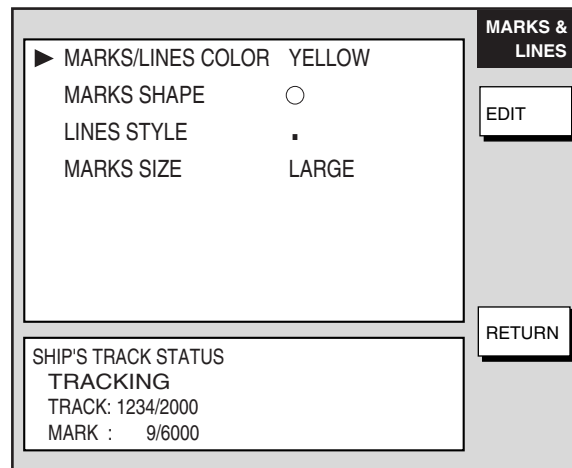 MARKS &
LINES
▶ MARKS/LINES COLOR YELLOW
MARKS SHAPE ○
LINES STYLE .
MARKS SIZE LARGE
EDIT
RETURN
SHIP'S TRACK STATUS
TRACKING
TRACK: 1234/2000
MARK : 9/6000